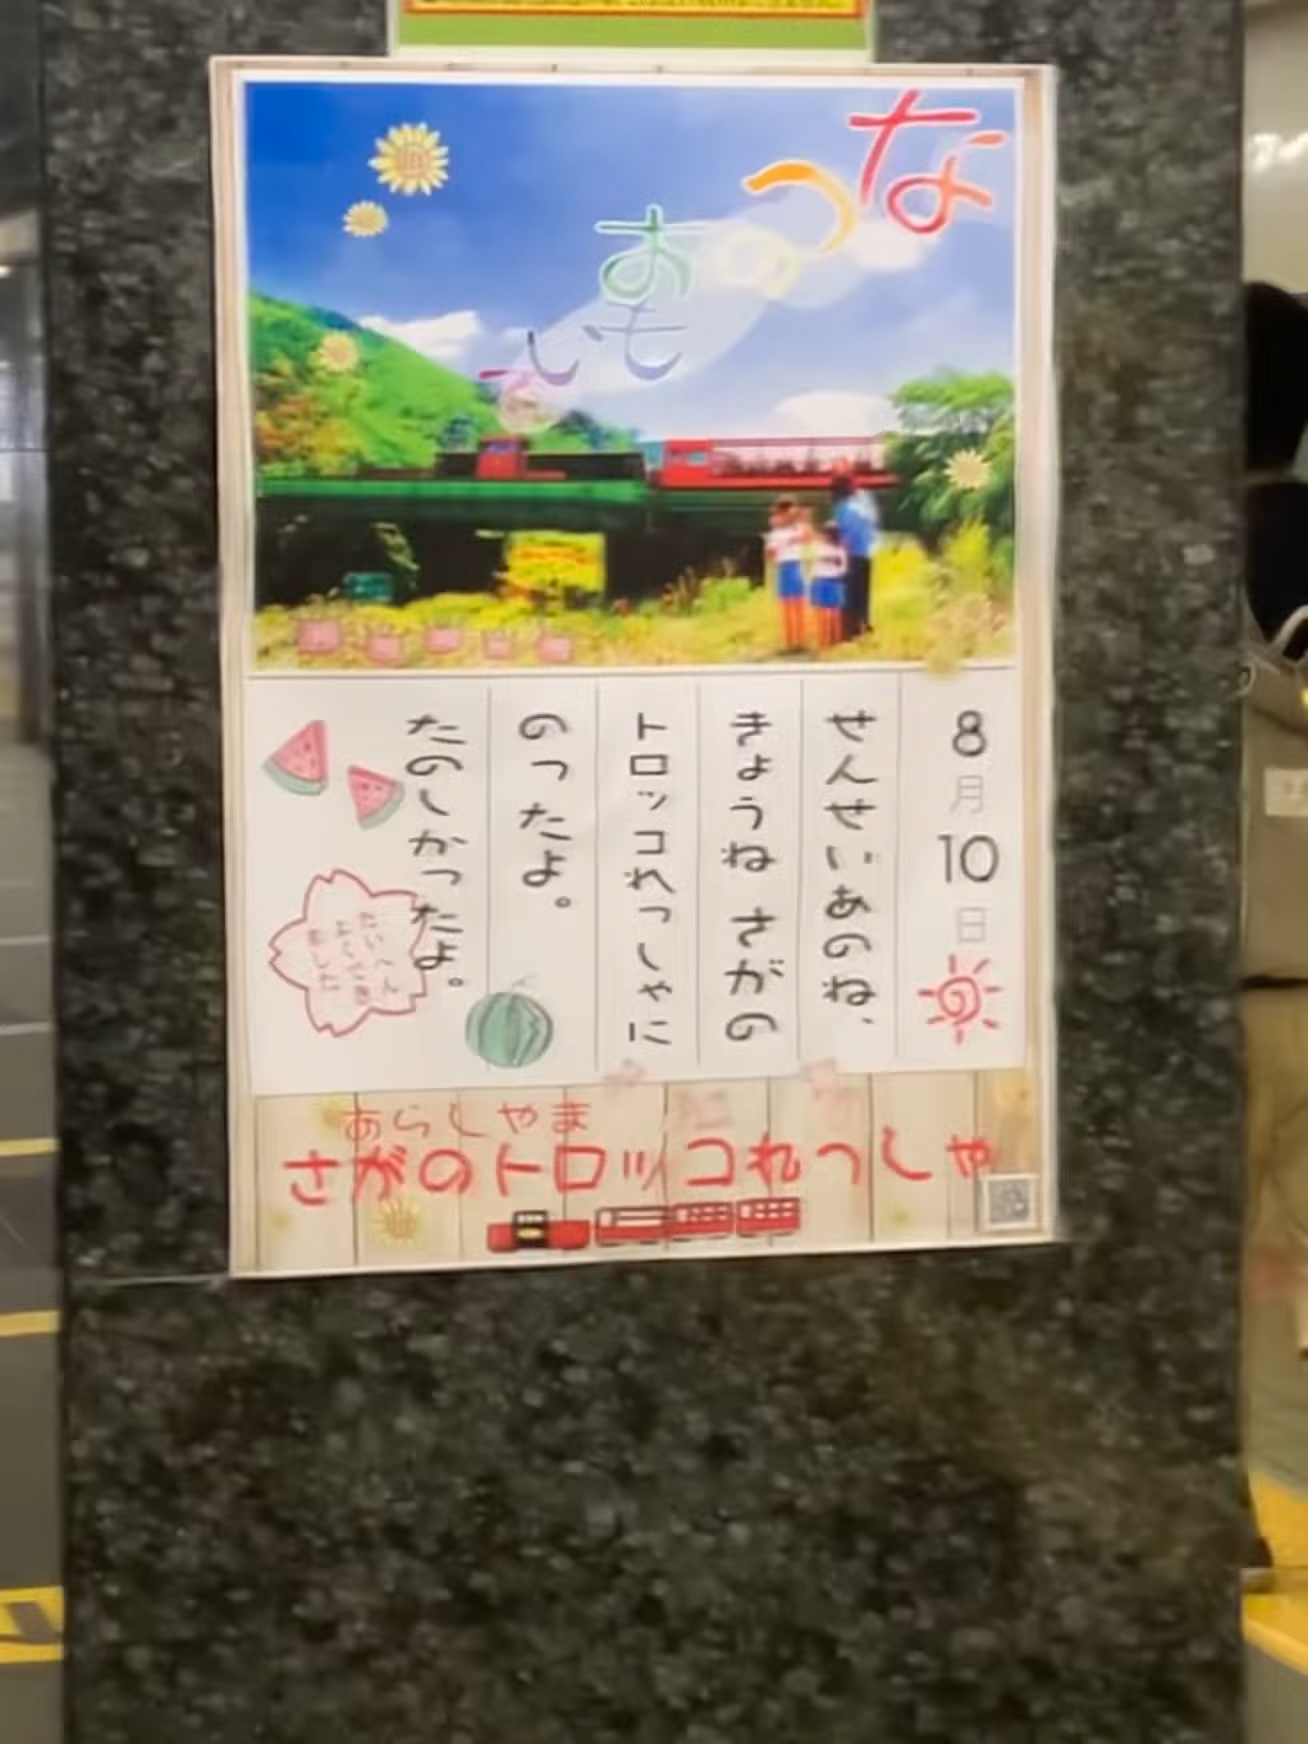 なつのおもいで
8月10日
せんせいあのね、
きょうね さがの
トロッコれっしゃに
のったよ。
たのしかったよ。
たいへん
よくでき
ました
あらしやま
さがのトロッコれっしゃ